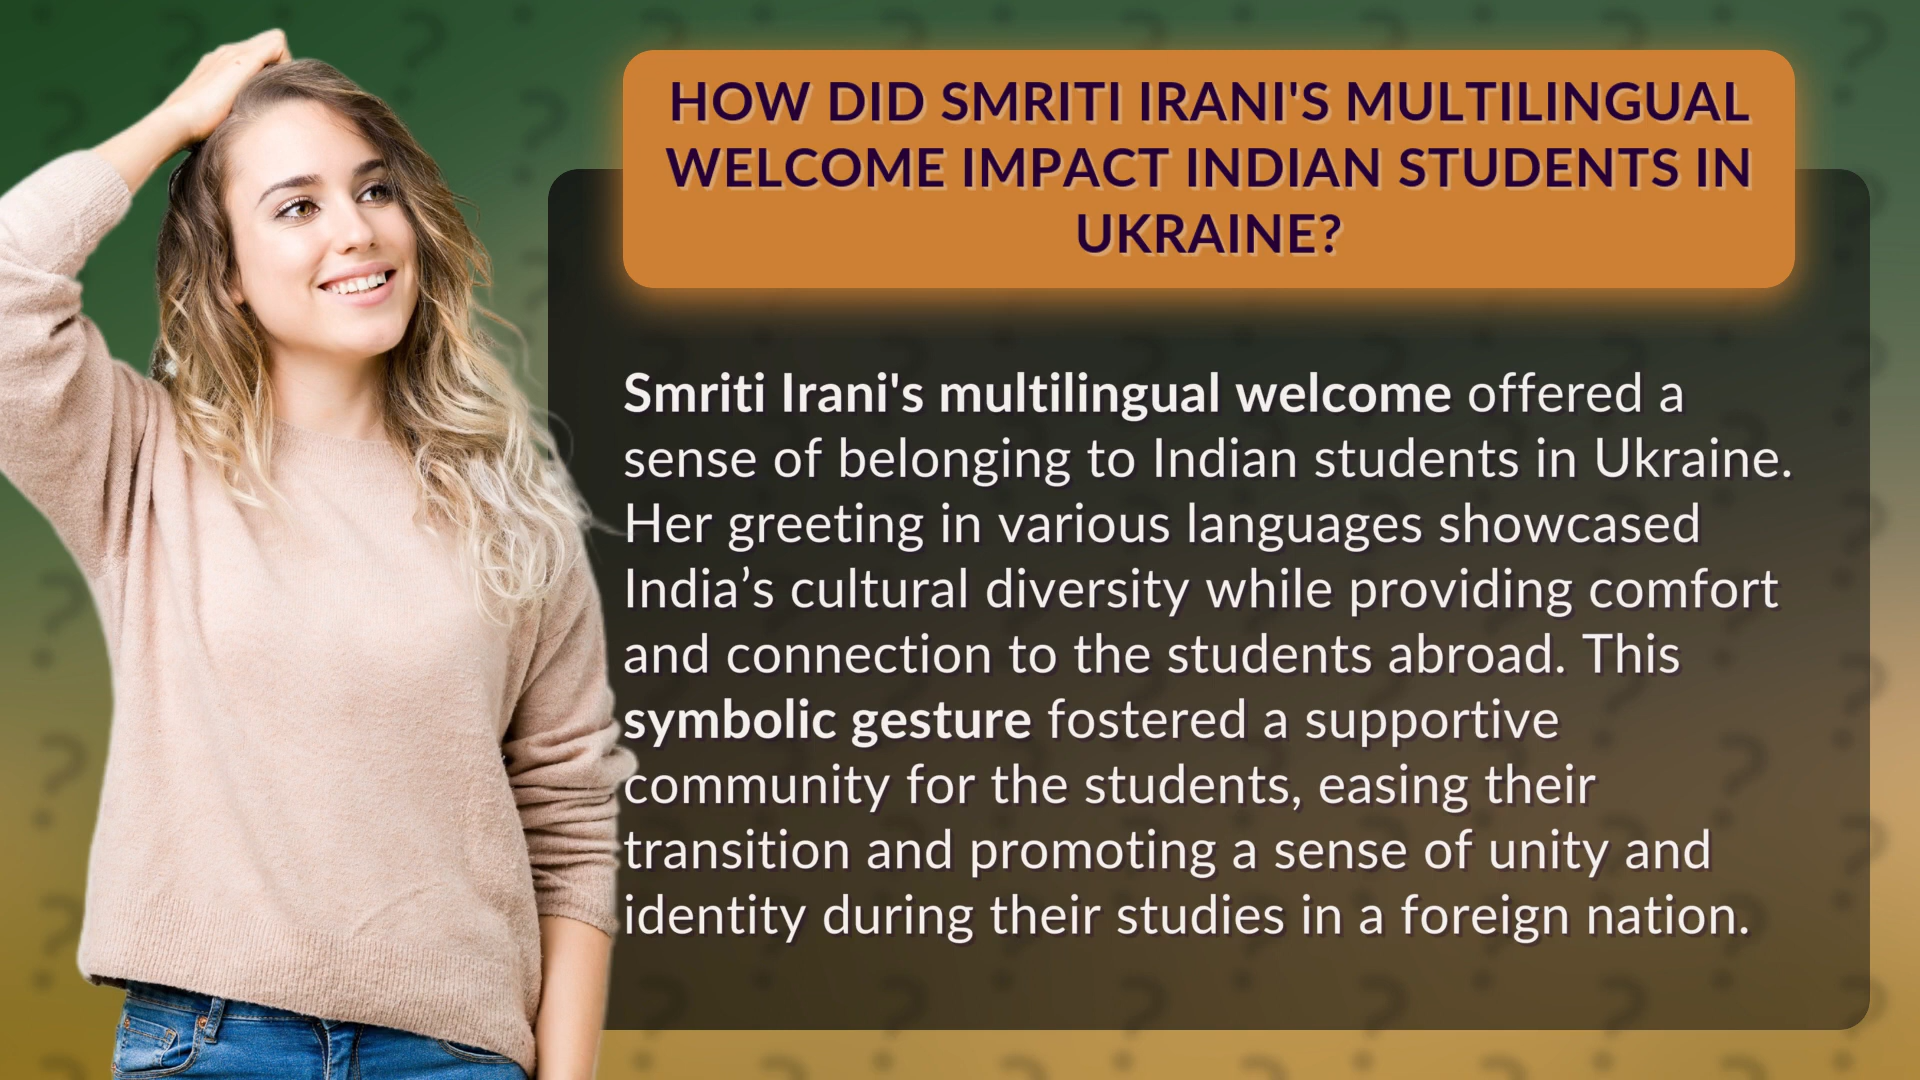 HOW DID SMRITI IRANI'S MULTILINGUAL
WELCOME IMPACT INDIAN STUDENTS IN
UKRAINE?
Smriti Irani's multilingual welcome offered a
sense of belonging to Indian students in Ukraine.
Her greeting in various languages showcased
India’s cultural diversity while providing comfort
and connection to the students abroad. This
symbolic gesture fostered a supportive
community for the students, easing their
transition and promoting a sense of unity and
identity during their studies in a foreign nation.